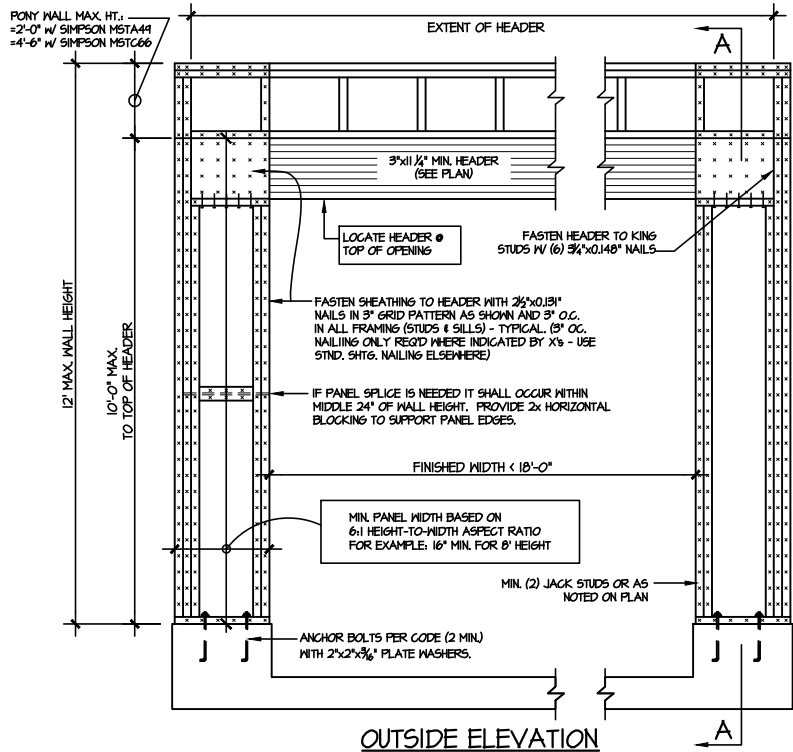 PONY WALL MAX. HT.:
=2'-0" W/ SIMPSON MSTA49
=4'-6" W/ SIMPSON MSTC66
EXTENT OF HEADER
A
3"x11 1/4" MIN. HEADER
(SEE PLAN)
LOCATE HEADER @
TOP OF OPENING
FASTEN HEADER TO KING
STUDS W/ (6) 3 1/4"x0.148" NAILS
FASTEN SHEATHING TO HEADER WITH 2 1/2"x0.131"
NAILS IN 3" GRID PATTERN AS SHOWN AND 3" O.C.
IN ALL FRAMING (STUDS & SILLS) - TYPICAL. (3" OC.
NAILIING ONLY REQ'D WHERE INDICATED BY X'S - USE
STND. SHTG. NAILING ELSEWHERE)
12' MAX. WALL HEIGHT
10'-0" MAX.
TO TOP OF HEADER
IF PANEL SPLICE IS NEEDED IT SHALL OCCUR WITHIN
MIDDLE 24" OF WALL HEIGHT. PROVIDE 2x HORIZONTAL
BLOCKING TO SUPPORT PANEL EDGES.
FINISHED WIDTH < 18'-0"
MIN. PANEL WIDTH BASED ON
6:1 HEIGHT-TO-WIDTH ASPECT RATIO
FOR EXAMPLE: 16" MIN. FOR 8' HEIGHT
MIN. (2) JACK STUDS OR AS
NOTED ON PLAN
ANCHOR BOLTS PER CODE (2 MIN.)
WITH 2"x2"x3/16" PLATE WASHERS.
OUTSIDE ELEVATION
A